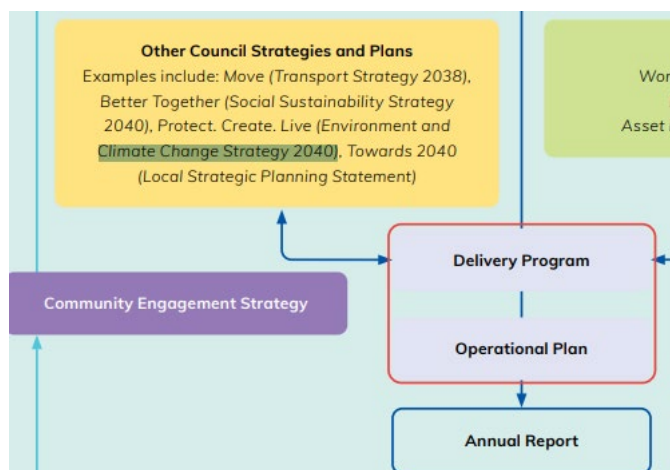 Other Council Strategies and Plans
Examples include: Move (Transport Strategy 2038),
Better Together (Social Sustainability Strategy
2040), Protect. Create. Live (Environment and
Climate Change Strategy 2040), Towards 2040
(Local Strategic Planning Statement)
Asset
Delivery Program
Community Engagement Strategy
Operational Plan
Annual Report